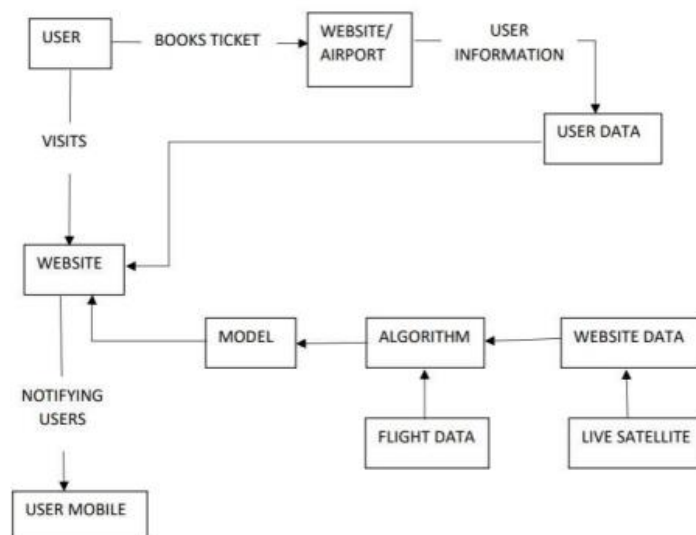 USER
BOOKS TICKET
WEBSITE/
AIRPORT
USER
INFORMATION
VISITS
USER DATA
WEBSITE
MODEL
ALGORITHM
WEBSITE DATA
NOTIFYING
USERS
FLIGHT DATA
LIVE SATELLITE
USER MOBILE